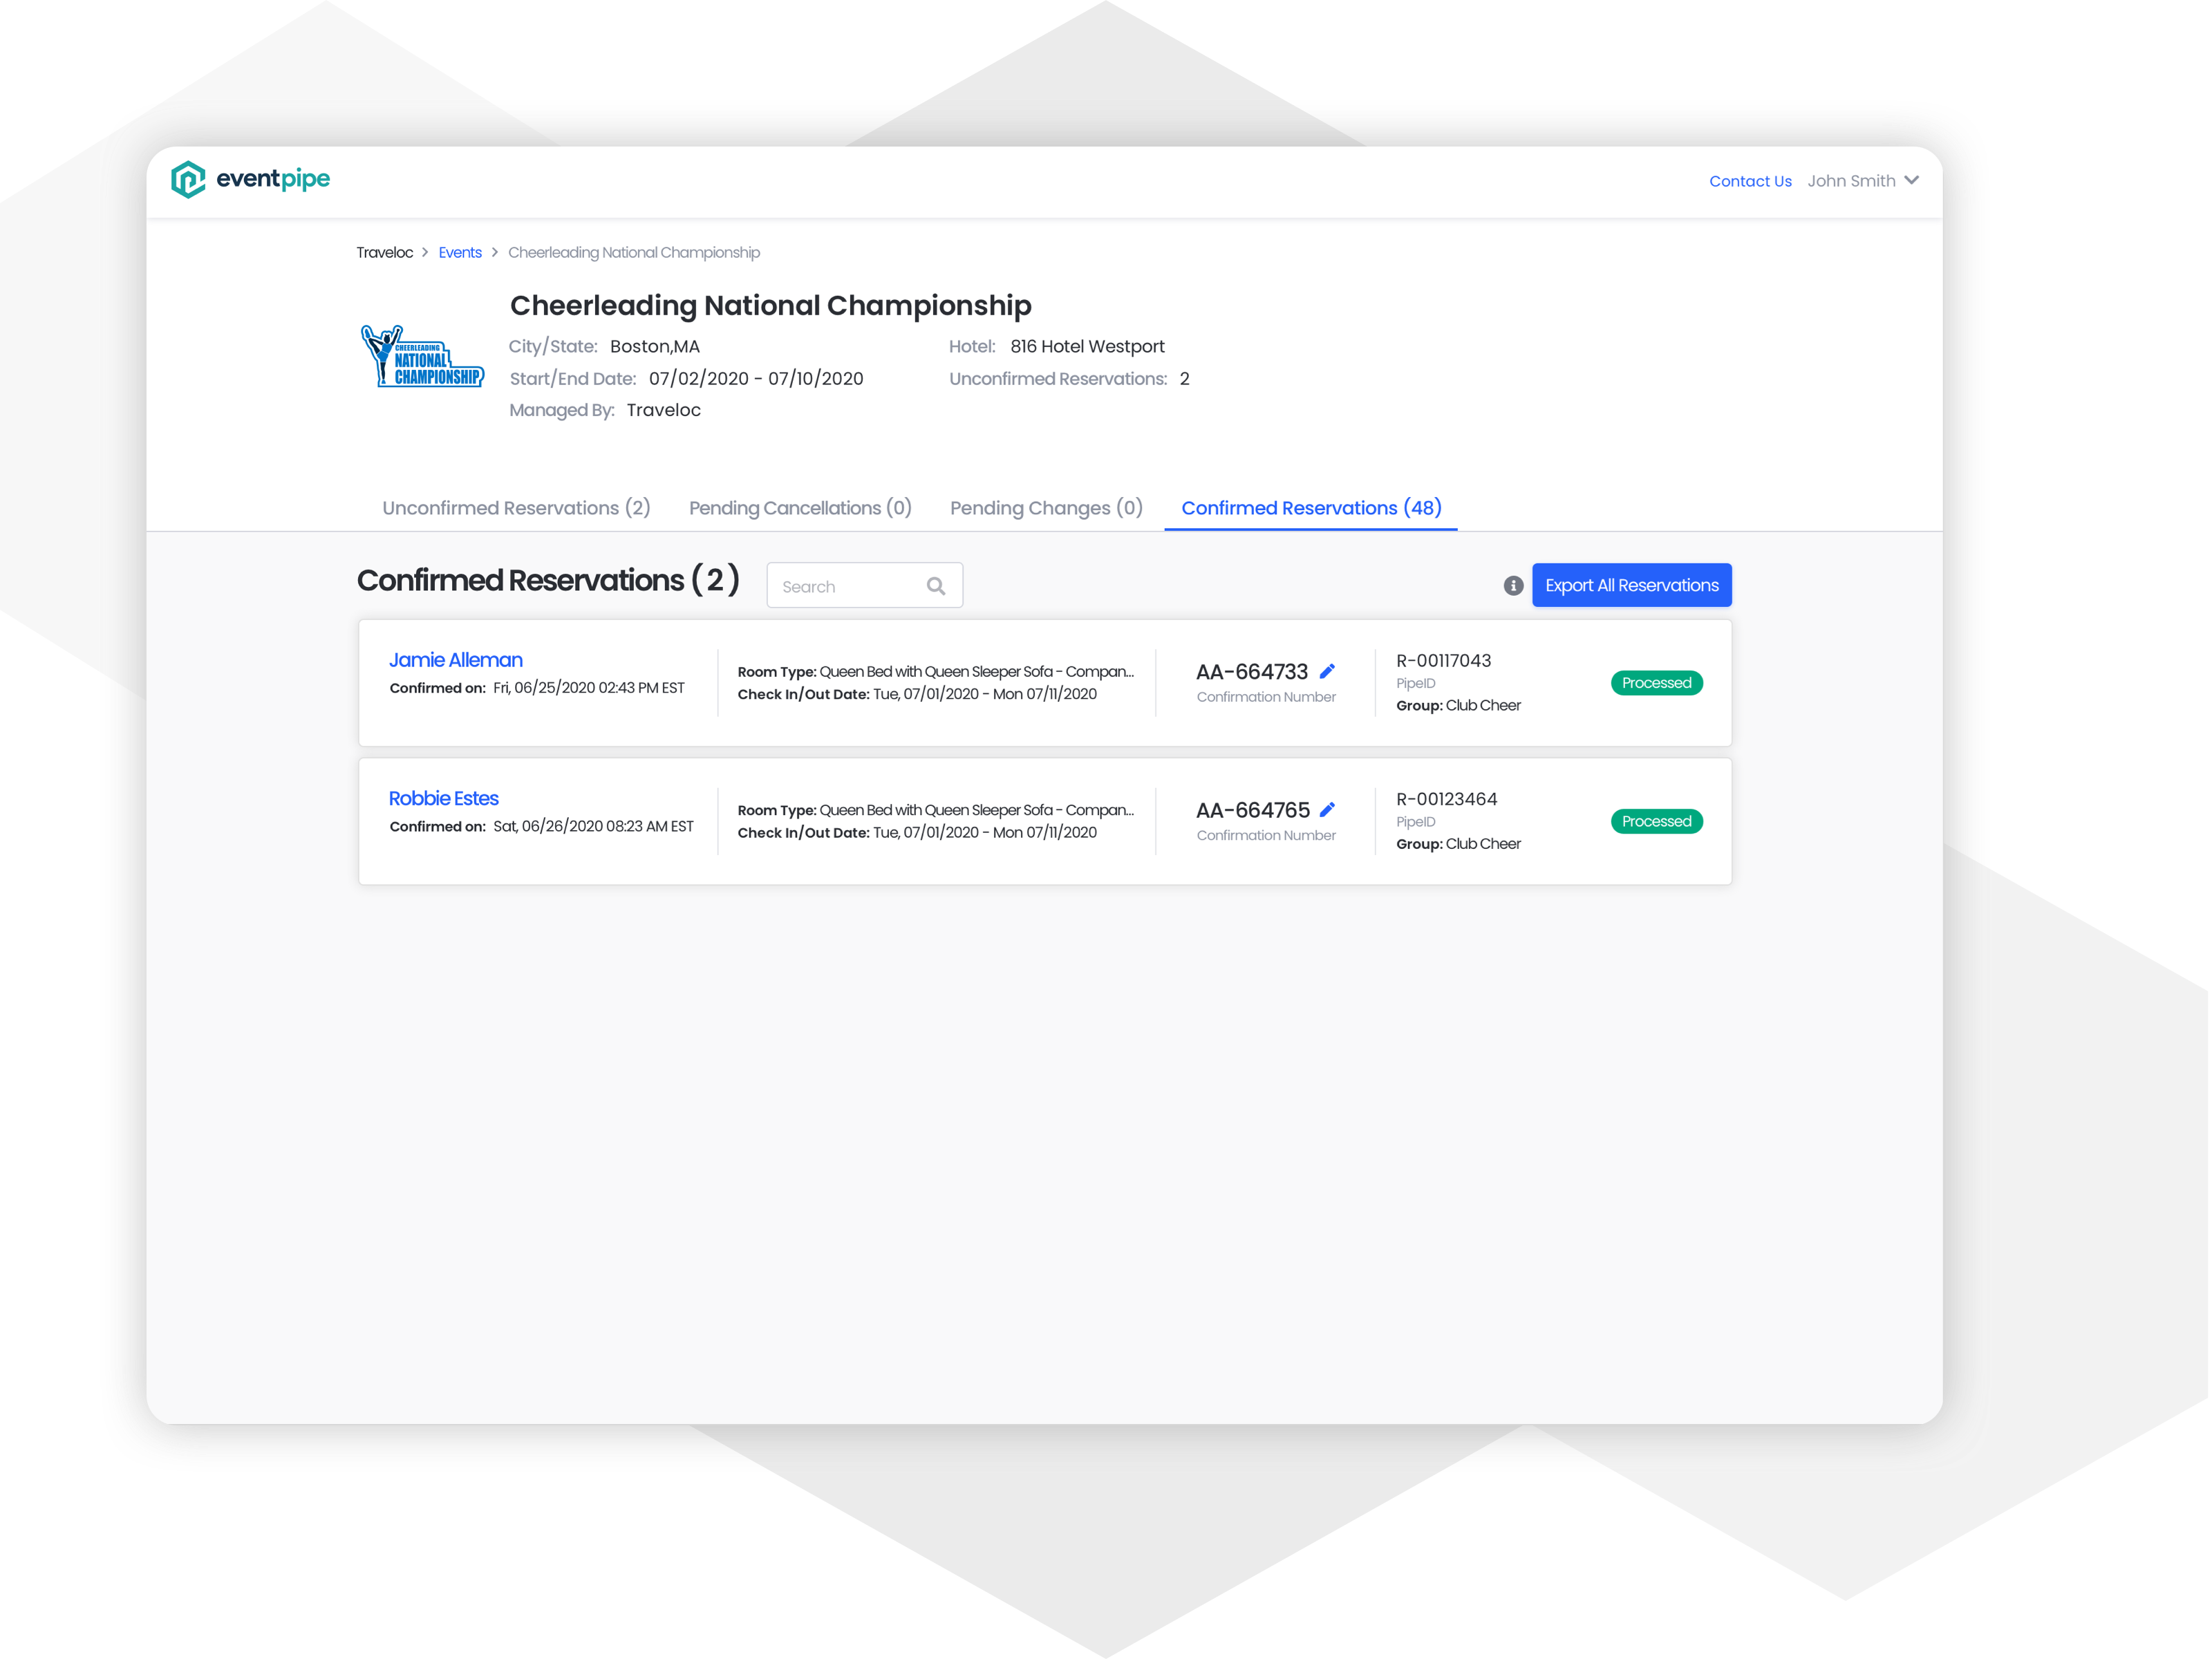 eventpipe
Contact Us John Smith
Traveloc > Events > Cheerleading National Championship
Cheerleading National Championship
CHEERLEADING
NATIONAL
CHAMPIONSHIP
City/State: Boston,MA Hotel: 816 Hotel Westport
Start/End Date: 07/02/2020 - 07/10/2020 Unconfirmed Reservations: 2
Managed By: Traveloc
Unconfirmed Reservations (2) Pending Cancellations (0) Pending Changes (0) Confirmed Reservations (48)
Confirmed Reservations ( 2 ) Search Export All Reservations
Jamie Alleman
Confirmed on: Fri, 06/25/2020 02:43 PM EST
Room Type: Queen Bed with Queen Sleeper Sofa - Compan...
Check In/Out Date: Tue, 07/01/2020 - Mon 07/11/2020
AA-664733
Confirmation Number
R-00117043
PipeID
Group: Club Cheer
Processed
Robbie Estes
Confirmed on: Sat, 06/26/2020 08:23 AM EST
Room Type: Queen Bed with Queen Sleeper Sofa - Compan...
Check In/Out Date: Tue, 07/01/2020 - Mon 07/11/2020
AA-664765
Confirmation Number
R-00123464
PipeID
Group: Club Cheer
Processed